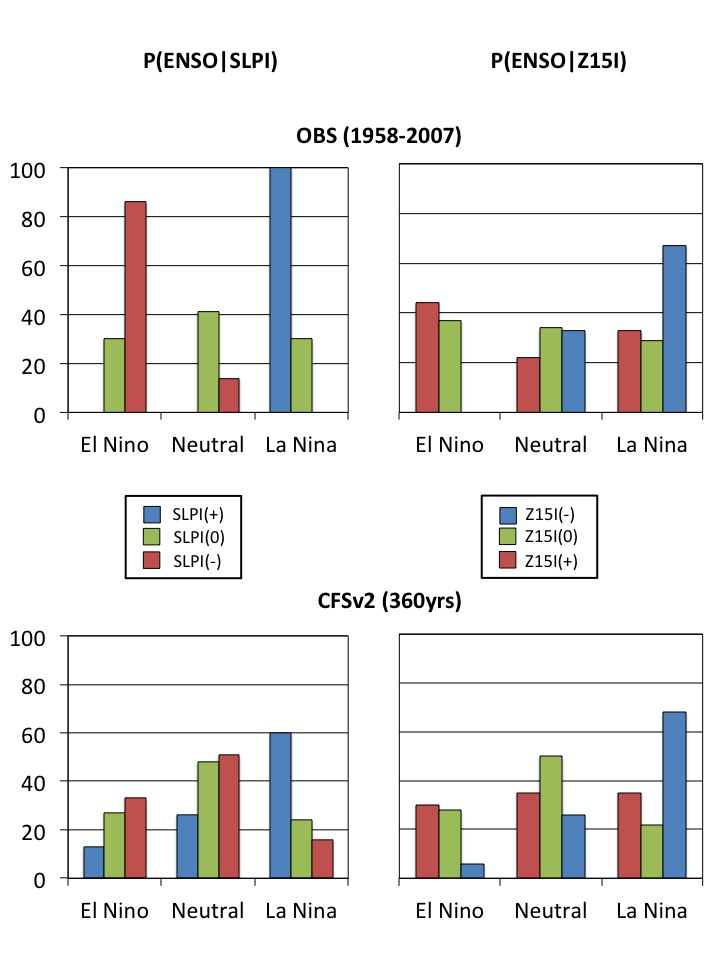 P(ENSO|SLPI) P(ENSO|Z15I)
OBS (1958-2007)
100
80
60
40
20
0
El Nino Neutral La Nina El Nino Neutral La Nina
SLPI(+) Z15I(-)
SLPI(0) Z15I(0)
SLPI(-) Z15I(+)
CFSv2 (360yrs)
100
80
60
40
20
0
El Nino Neutral La Nina El Nino Neutral La Nina